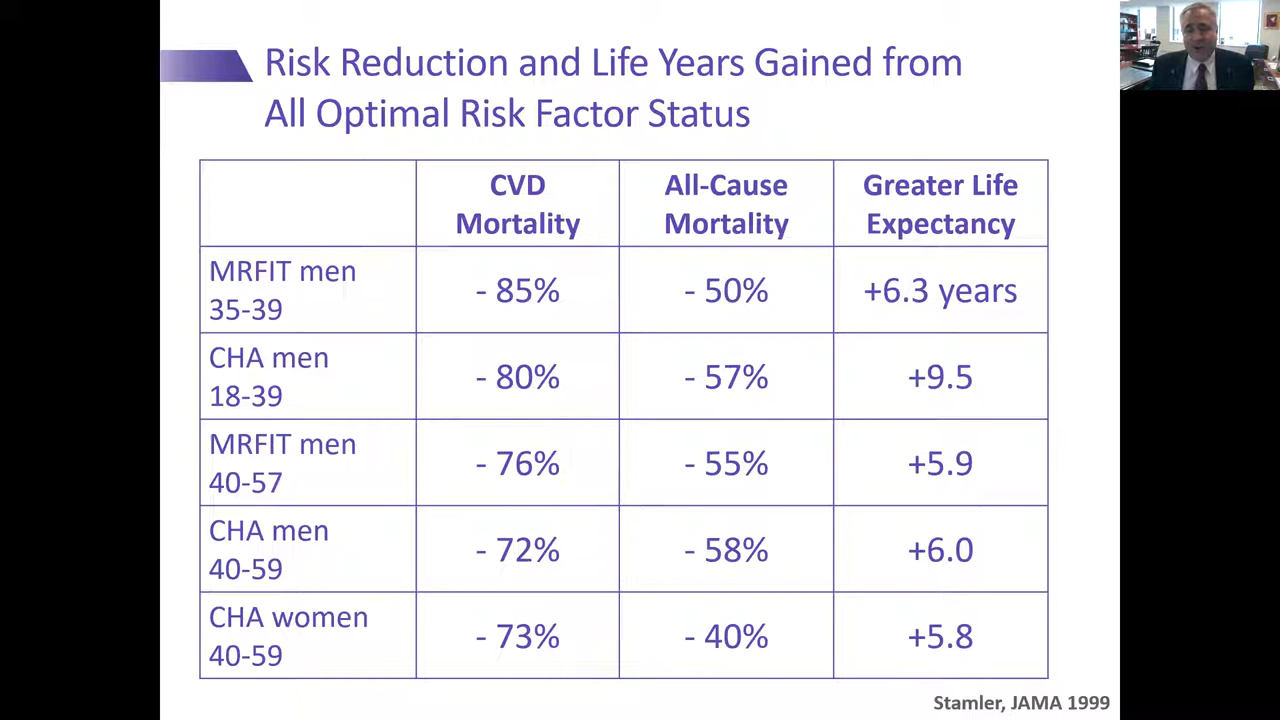 Risk Reduction and Life Years Gained from
All Optimal Risk Factor Status
CVD
Mortality
All-Cause
Mortality
Greater Life
Expectancy
MRFIT men
35-39
- 85%
- 50%
+6.3 years
CHA men
18-39
- 80%
- 57%
+9.5
MRFIT men
40-57
- 76%
- 55%
+5.9
CHA men
40-59
- 72%
- 58%
+6.0
CHA women
40-59
- 73%
- 40%
+5.8
Stamler, JAMA 1999